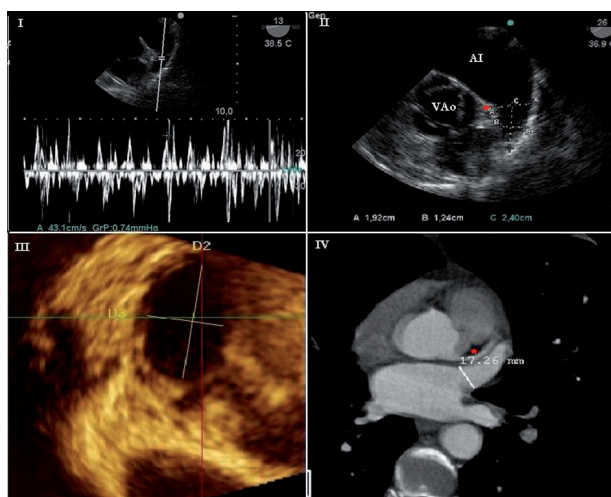 I
13
38.5 C
10,0
20
A 43.1cm/s GrP:0,74mmHg
Gen
II
26
36.9 C
AI
VAo
C
A
B
A 1,92cm B 1,24cm C 2,40cm
III
D2
D3
IV
17.26 mm